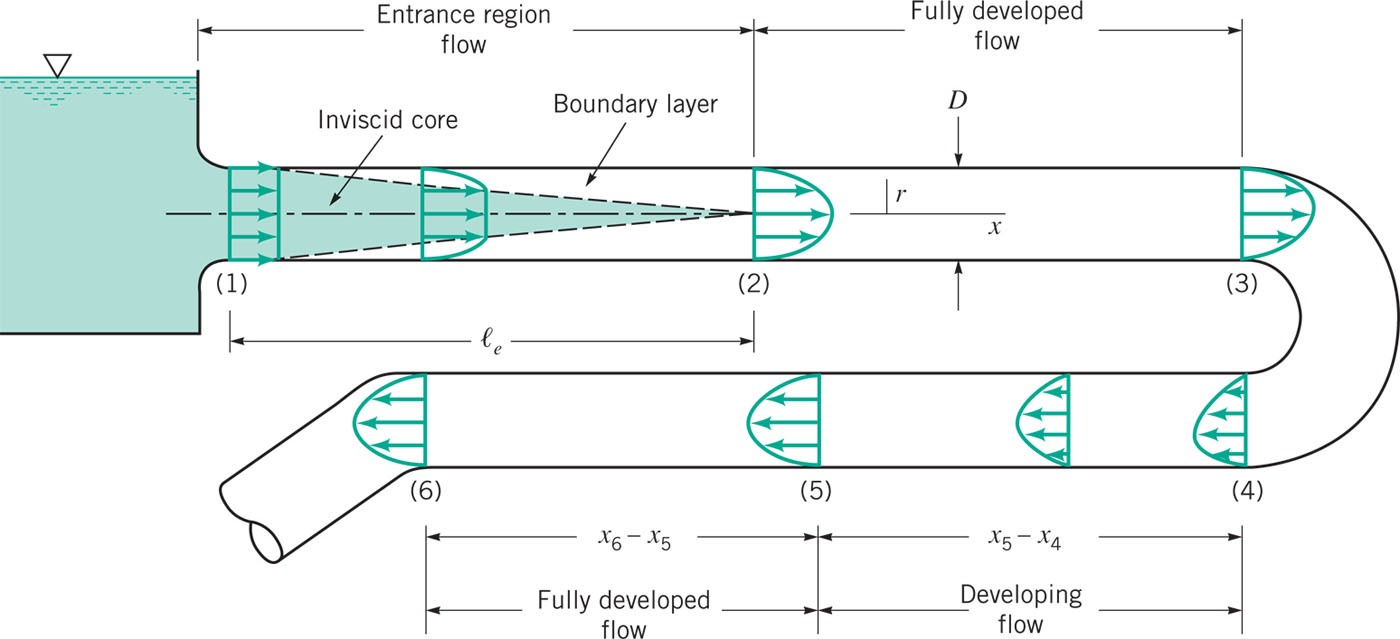 Entrance region
flow
Fully developed
flow
Inviscid core
Boundary layer
D
r
x
(1)
(2)
(3)
ℓe
(6)
(5)
(4)
x6 – x5
x5 – x4
Fully developed
flow
Developing
flow